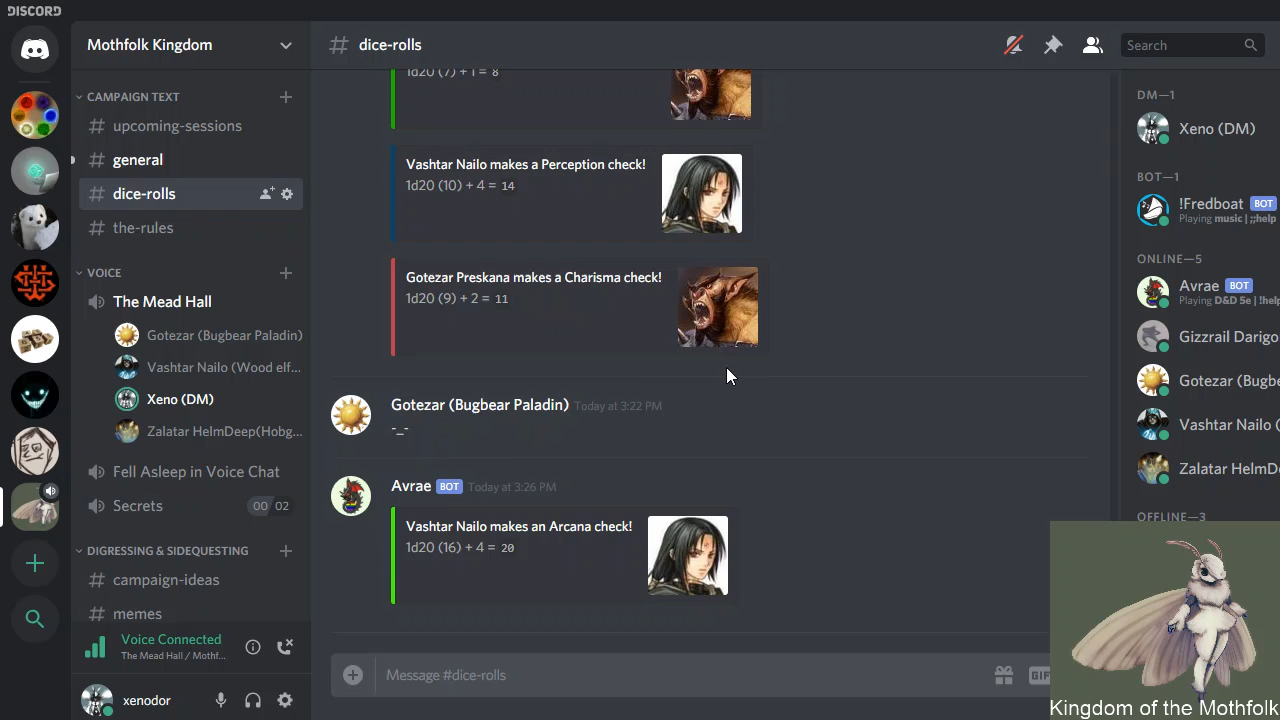 DISCORD
Mothfolk Kingdom
CAMPAIGN TEXT
# upcoming-sessions
# general
# dice-rolls
# the-rules
VOICE
The Mead Hall
Gotezar (Bugbear Paladin)
Vashtar Nailo (Wood elf...
Xeno (DM)
Zalatar HelmDeep(Hobg...
Fell Asleep in Voice Chat
Secrets 00 02
DIGRESSING & SIDEQUESTING
# campaign-ideas
# memes
Voice Connected
The Mead Hall / Mothf...
xenodor
# dice-rolls
Search
1d20 (7) + 1 = 8
Vashtar Nailo makes a Perception check!
1d20 (10) + 4 = 14
Gotezar Preskana makes a Charisma check!
1d20 (9) + 2 = 11
Gotezar (Bugbear Paladin) Today at 3:22 PM
-_-
Avrae BOT Today at 3:26 PM
Vashtar Nailo makes an Arcana check!
1d20 (16) + 4 = 20
Message #dice-rolls
GIF
DM—1
Xeno (DM)
BOT—1
!Fredboat BOT
Playing music | ;;help
ONLINE—5
Avrae BOT
Playing D&D 5e | !help
Gizzrail Darigo
Gotezar (Bugbe
Vashtar Nailo (
Zalatar HelmD
OFFLINE—3
Kingdom of the Mothfolk